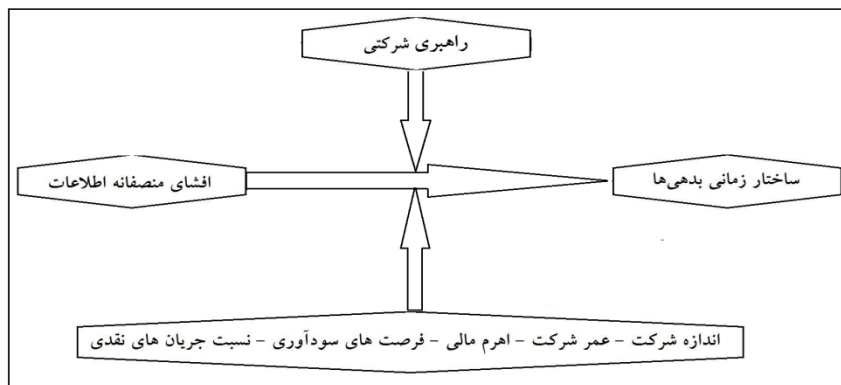 راهبری شرکتی
افشای منصفانه اطلاعات
ساختار زمانی بدهی‌ها
اندازه شرکت - عمر شرکت - اهرم مالی - فرصت های سودآوری - نسبت جریان های نقدی